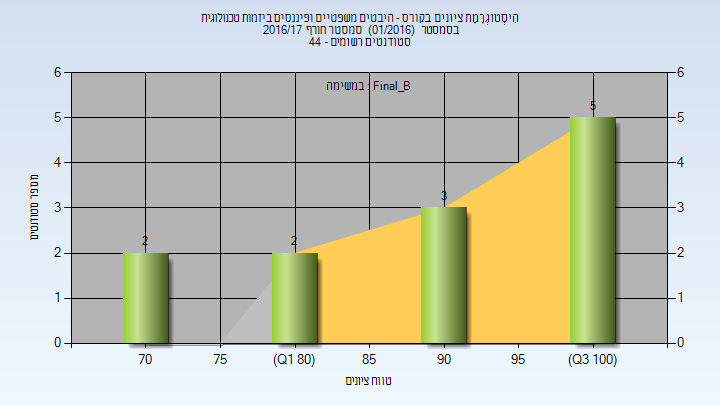 הִיסְטוֹגְרָמַת ציונים בקורס - היבטים משפטיים ופיננסים ביזמות טכנולוגית
בסמסטר (01/2016) סמסטר חורף 2016/17
סטודנטים רשומים - 44
במשימה : Final_B
מספר סטודנטים
6 6
5 5
4 4
3 3
2 2
1 1
0 0
2 2 3 5
70 75 (Q1 80) 85 90 95 (Q3 100)
טווח ציונים